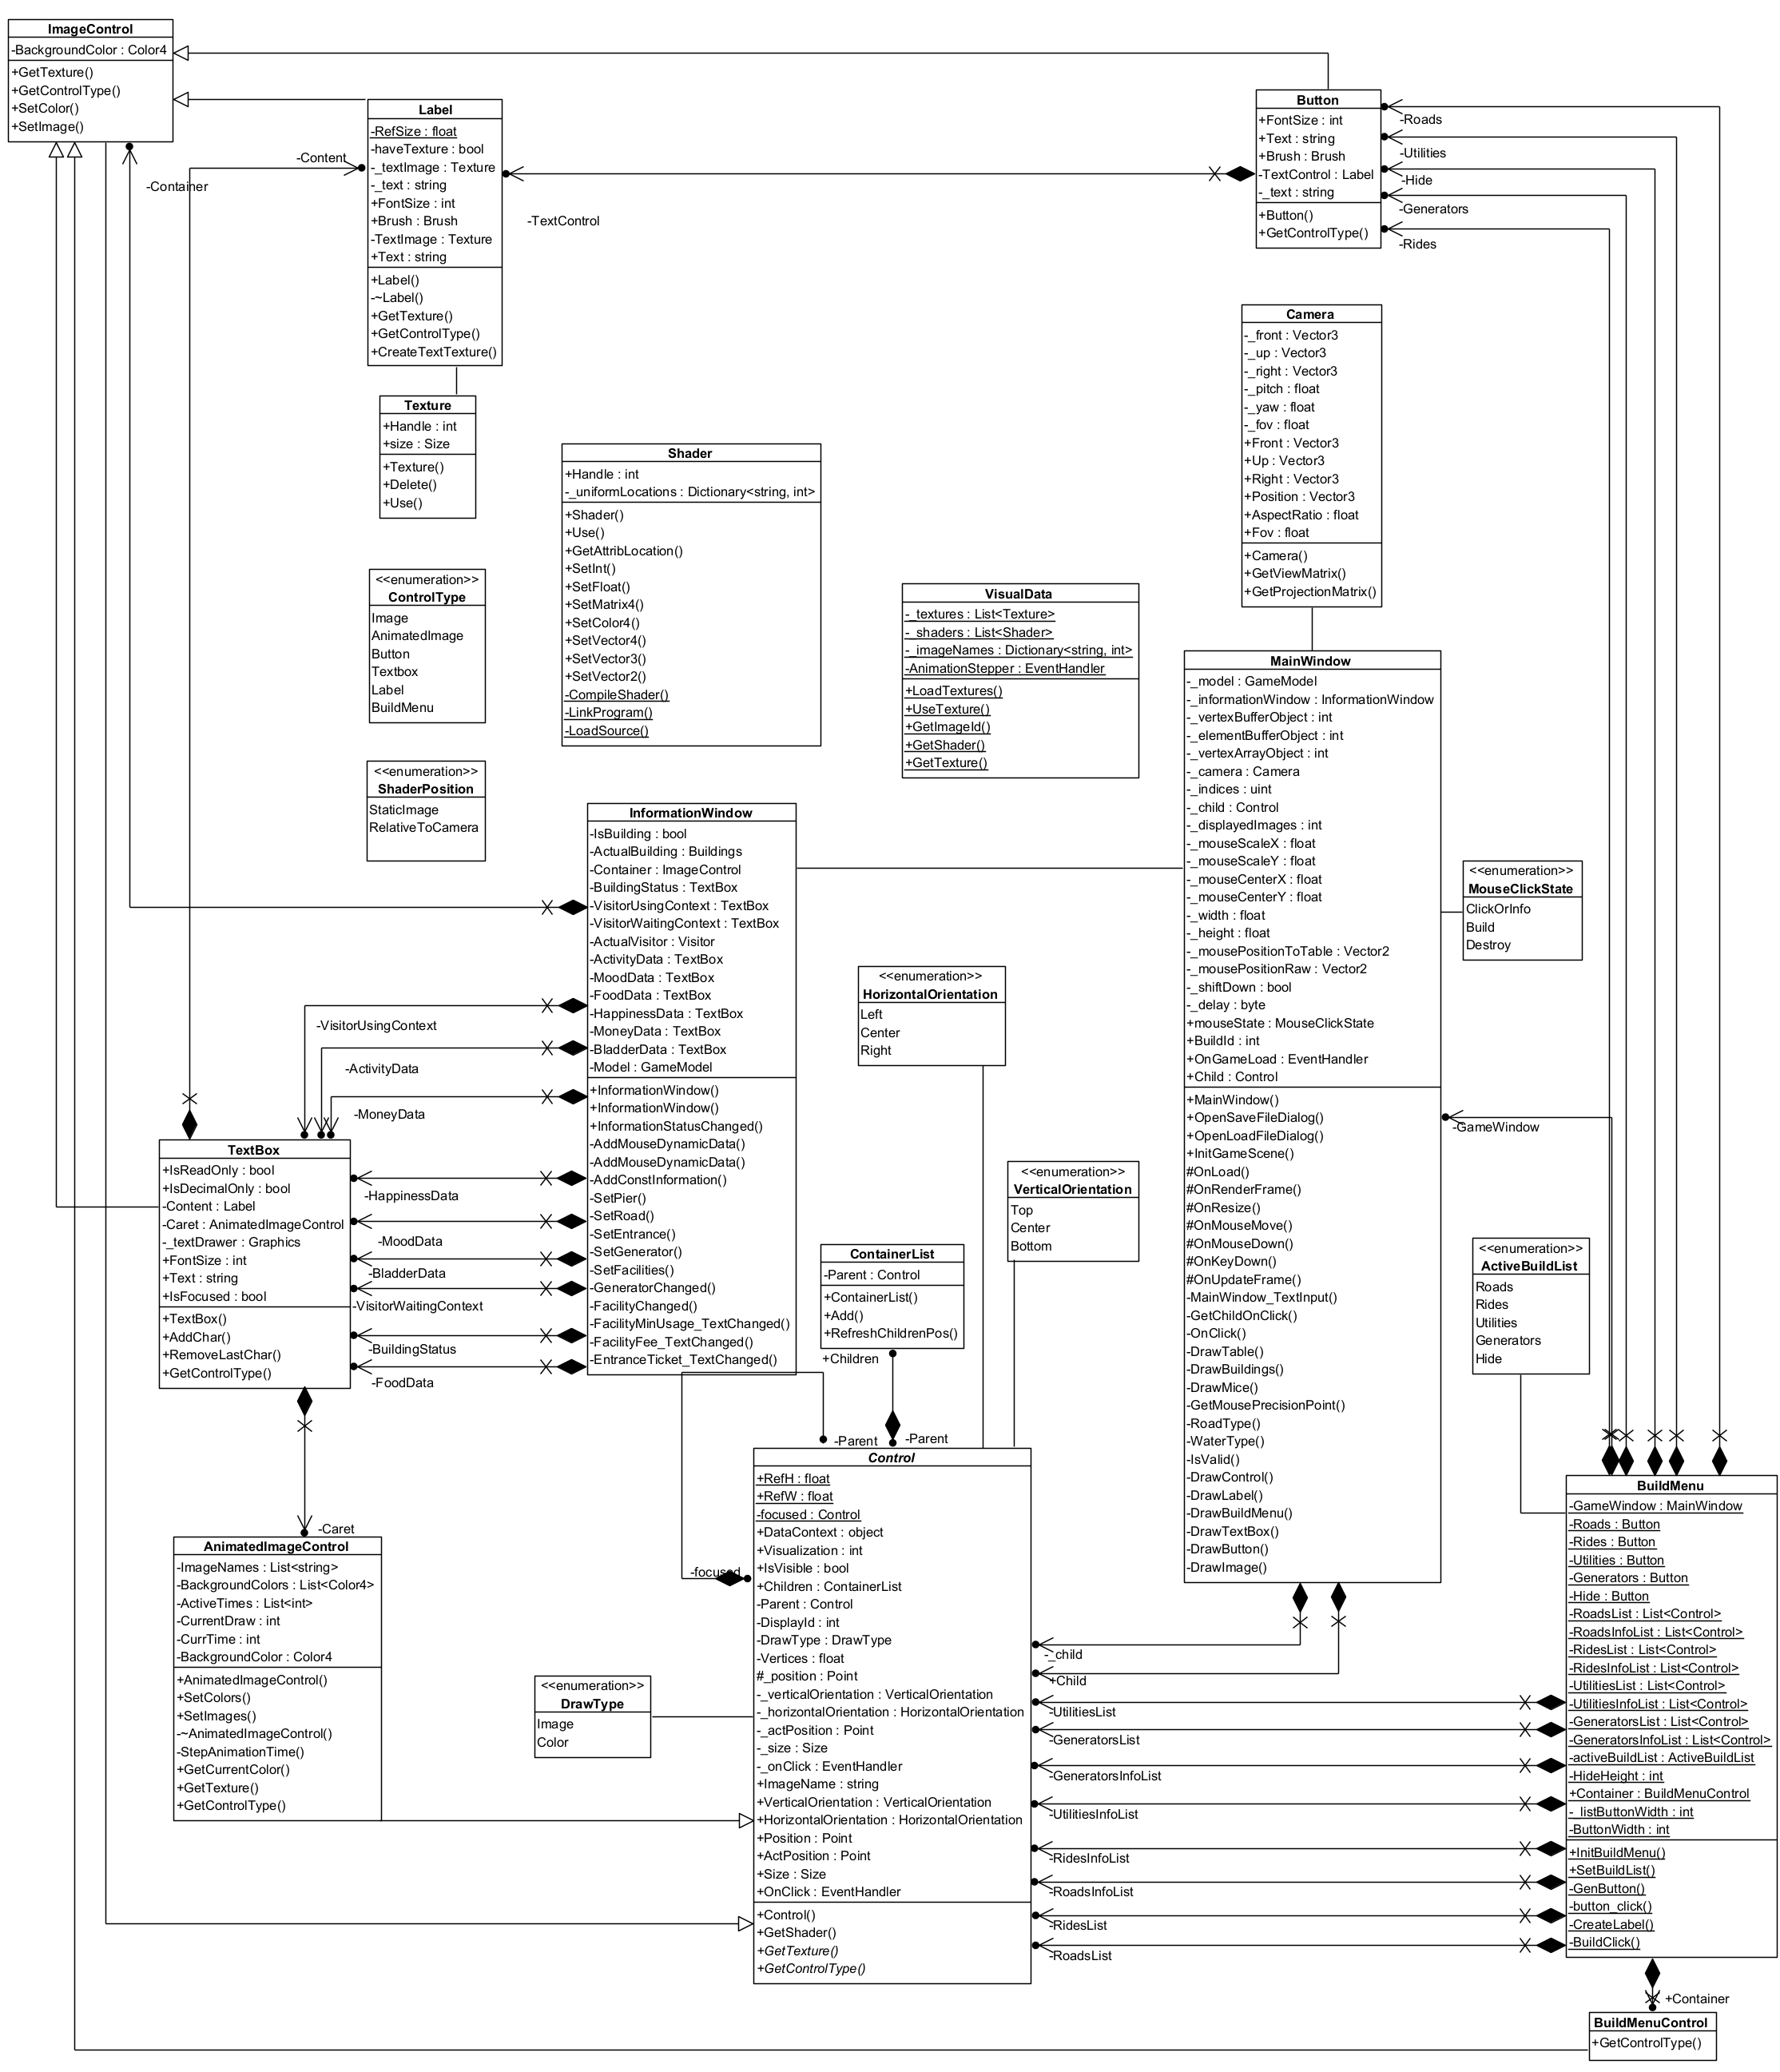 ImageControl
-BackgroundColor : Color4
+GetTexture()
+GetControlType()
+SetColor()
+SetImage()
-Container
-Content
Label
-RefSize : float
-haveTexture : bool
-_textImage : Texture
-_text : string
+FontSize : int
+Brush : Brush
-TextImage : Texture
+Text : string
+Label()
-~Label()
+GetTexture()
+GetControlType()
+CreateTextTexture()
-TextControl
Button
+FontSize : int
+Text : string
+Brush : Brush
-TextControl : Label
-_text : string
+Button()
+GetControlType()
-Roads
-Utilities
-Hide
-Generators
-Rides
Texture
+Handle : int
+size : Size
+Texture()
+Delete()
+Use()
Shader
+Handle : int
-_uniformLocations : Dictionary<string, int>
+Shader()
+Use()
+GetAttribLocation()
+SetInt()
+SetFloat()
+SetMatrix4()
+SetColor4()
+SetVector4()
+SetVector3()
+SetVector2()
-CompileShader()
-LinkProgram()
-LoadSource()
Camera
-_front : Vector3
-_up : Vector3
-_right : Vector3
-_pitch : float
-_yaw : float
-_fov : float
+Front : Vector3
+Up : Vector3
+Right : Vector3
+Position : Vector3
+AspectRatio : float
+Fov : float
+Camera()
+GetViewMatrix()
+GetProjectionMatrix()
<<enumeration>>
ControlType
Image
AnimatedImage
Button
Textbox
Label
BuildMenu
VisualData
-_textures : List<Texture>
-_shaders : List<Shader>
-_imageNames : Dictionary<string, int>
-AnimationStepper : EventHandler
+LoadTextures()
+UseTexture()
+GetImageId()
+GetShader()
+GetTexture()
<<enumeration>>
ShaderPosition
StaticImage
RelativeToCamera
InformationWindow
-IsBuilding : bool
-ActualBuilding : Buildings
-Container : ImageControl
-BuildingStatus : TextBox
-VisitorUsingContext : TextBox
-VisitorWaitingContext : TextBox
-ActualVisitor : Visitor
-ActivityData : TextBox
-MoodData : TextBox
-FoodData : TextBox
-HappinessData : TextBox
-MoneyData : TextBox
-BladderData : TextBox
-Model : GameModel
+InformationWindow()
+InformationWindow()
+InformationStatusChanged()
-AddMouseDynamicData()
-AddMouseDynamicData()
-AddConstInformation()
-SetPier()
-SetRoad()
-SetEntrance()
-SetGenerator()
-SetFacilities()
-GeneratorChanged()
-FacilityChanged()
-FacilityMinUsage_TextChanged()
-FacilityFee_TextChanged()
-EntranceTicket_TextChanged()
MainWindow
-_model : GameModel
-_informationWindow : InformationWindow
-_vertexBufferObject : int
-_elementBufferObject : int
-_vertexArrayObject : int
-_camera : Camera
-_indices : uint
-_child : Control
-_displayedImages : int
-_mouseScaleX : float
-_mouseScaleY : float
-_mouseCenterX : float
-_mouseCenterY : float
-_width : float
-_height : float
-_mousePositionToTable : Vector2
-_mousePositionRaw : Vector2
-_shiftDown : bool
-_delay : byte
+mouseState : MouseClickState
+BuildId : int
+OnGameLoad : EventHandler
+Child : Control
+MainWindow()
+OpenSaveFileDialog()
+OpenLoadFileDialog()
+InitGameScene()
#OnLoad()
#OnRenderFrame()
#OnResize()
#OnMouseMove()
#OnMouseDown()
#OnKeyDown()
#OnUpdateFrame()
-MainWindow_TextInput()
-GetChildOnClick()
-OnClick()
-DrawTable()
-DrawBuildings()
-DrawMice()
-GetMousePrecisionPoint()
-RoadType()
-WaterType()
-IsValid()
-DrawControl()
-DrawLabel()
-DrawBuildMenu()
-DrawTextBox()
-DrawButton()
-DrawImage()
<<enumeration>>
MouseClickState
ClickOrInfo
Build
Destroy
<<enumeration>>
HorizontalOrientation
Left
Center
Right
-VisitorUsingContext
-ActivityData
-MoneyData
-GameWindow
TextBox
+IsReadOnly : bool
+IsDecimalOnly : bool
-Content : Label
-Caret : AnimatedImageControl
-_textDrawer : Graphics
+FontSize : int
+Text : string
+IsFocused : bool
+TextBox()
+AddChar()
+RemoveLastChar()
+GetControlType()
-HappinessData
-MoodData
-BladderData
-VisitorWaitingContext
-BuildingStatus
-FoodData
<<enumeration>>
VerticalOrientation
Top
Center
Bottom
ContainerList
-Parent : Control
+ContainerList()
+Add()
+RefreshChildrenPos()
+Children
-Parent
-Parent
<<enumeration>>
ActiveBuildList
Roads
Rides
Utilities
Generators
Hide
Control
+RefH : float
+RefW : float
-focused : Control
+DataContext : object
+Visualization : int
+IsVisible : bool
+Children : ContainerList
-Parent : Control
-DisplayId : int
-DrawType : DrawType
-Vertices : float
#_position : Point
-_verticalOrientation : VerticalOrientation
-_horizontalOrientation : HorizontalOrientation
-_actPosition : Point
-_size : Size
-_onClick : EventHandler
+ImageName : string
+VerticalOrientation : VerticalOrientation
+HorizontalOrientation : HorizontalOrientation
+Position : Point
+ActPosition : Point
+Size : Size
+OnClick : EventHandler
+Control()
+GetShader()
+GetTexture()
+GetControlType()
-focused
-Caret
AnimatedImageControl
-ImageNames : List<string>
-BackgroundColors : List<Color4>
-ActiveTimes : List<int>
-CurrentDraw : int
-CurrTime : int
-BackgroundColor : Color4
+AnimatedImageControl()
+SetColors()
+SetImages()
-~AnimatedImageControl()
-StepAnimationTime()
+GetCurrentColor()
+GetTexture()
+GetControlType()
<<enumeration>>
DrawType
Image
Color
-_child
+Child
-UtilitiesList
-GeneratorsList
-GeneratorsInfoList
-UtilitiesInfoList
-RidesInfoList
-RoadsInfoList
-RidesList
-RoadsList
BuildMenu
-GameWindow : MainWindow
-Roads : Button
-Rides : Button
-Utilities : Button
-Generators : Button
-Hide : Button
-RoadsList : List<Control>
-RoadsInfoList : List<Control>
-RidesList : List<Control>
-RidesInfoList : List<Control>
-UtilitiesList : List<Control>
-UtilitiesInfoList : List<Control>
-GeneratorsList : List<Control>
-GeneratorsInfoList : List<Control>
-activeBuildList : ActiveBuildList
-HideHeight : int
+Container : BuildMenuControl
-_listButtonWidth : int
-ButtonWidth : int
+InitBuildMenu()
+SetBuildList()
-GenButton()
-button_click()
-CreateLabel()
-BuildClick()
+Container
BuildMenuControl
+GetControlType()